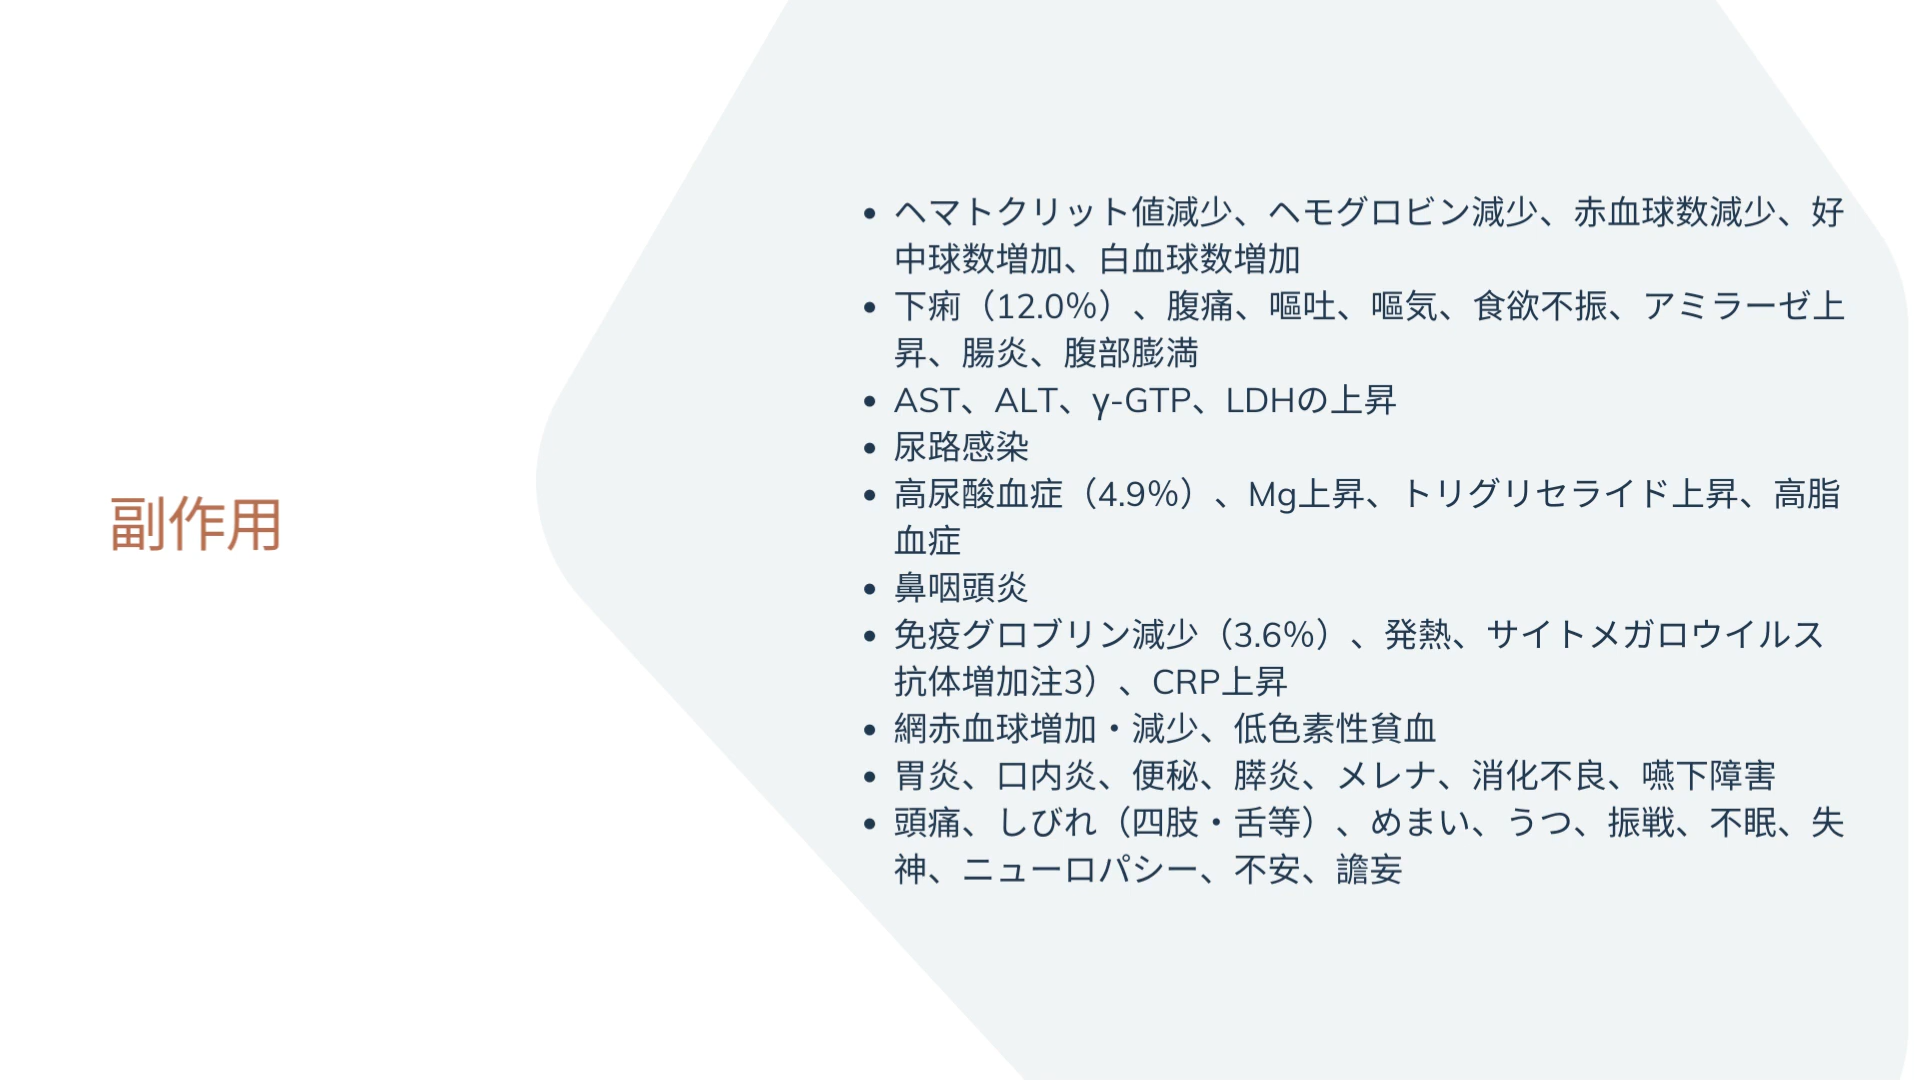 副作用
• ヘマトクリット値減少、ヘモグロビン減少、赤血球数減少、好
中球数増加、白血球数増加
• 下痢（12.0%）、腹痛、嘔吐、嘔気、食欲不振、アミラーゼ上
昇、腸炎、腹部膨満
• AST、ALT、γ-GTP、LDHの上昇
• 尿路感染
• 高尿酸血症（4.9%）、Mg上昇、トリグリセライド上昇、高脂
血症
• 鼻咽頭炎
• 免疫グロブリン減少（3.6%）、発熱、サイトメガロウイルス
抗体増加注3）、CRP上昇
• 網赤血球増加・減少、低色素性貧血
• 胃炎、口内炎、便秘、膵炎、メレナ、消化不良、嚥下障害
• 頭痛、しびれ（四肢・舌等）、めまい、うつ、振戦、不眠、失
神、ニューロパシー、不安、譫妄